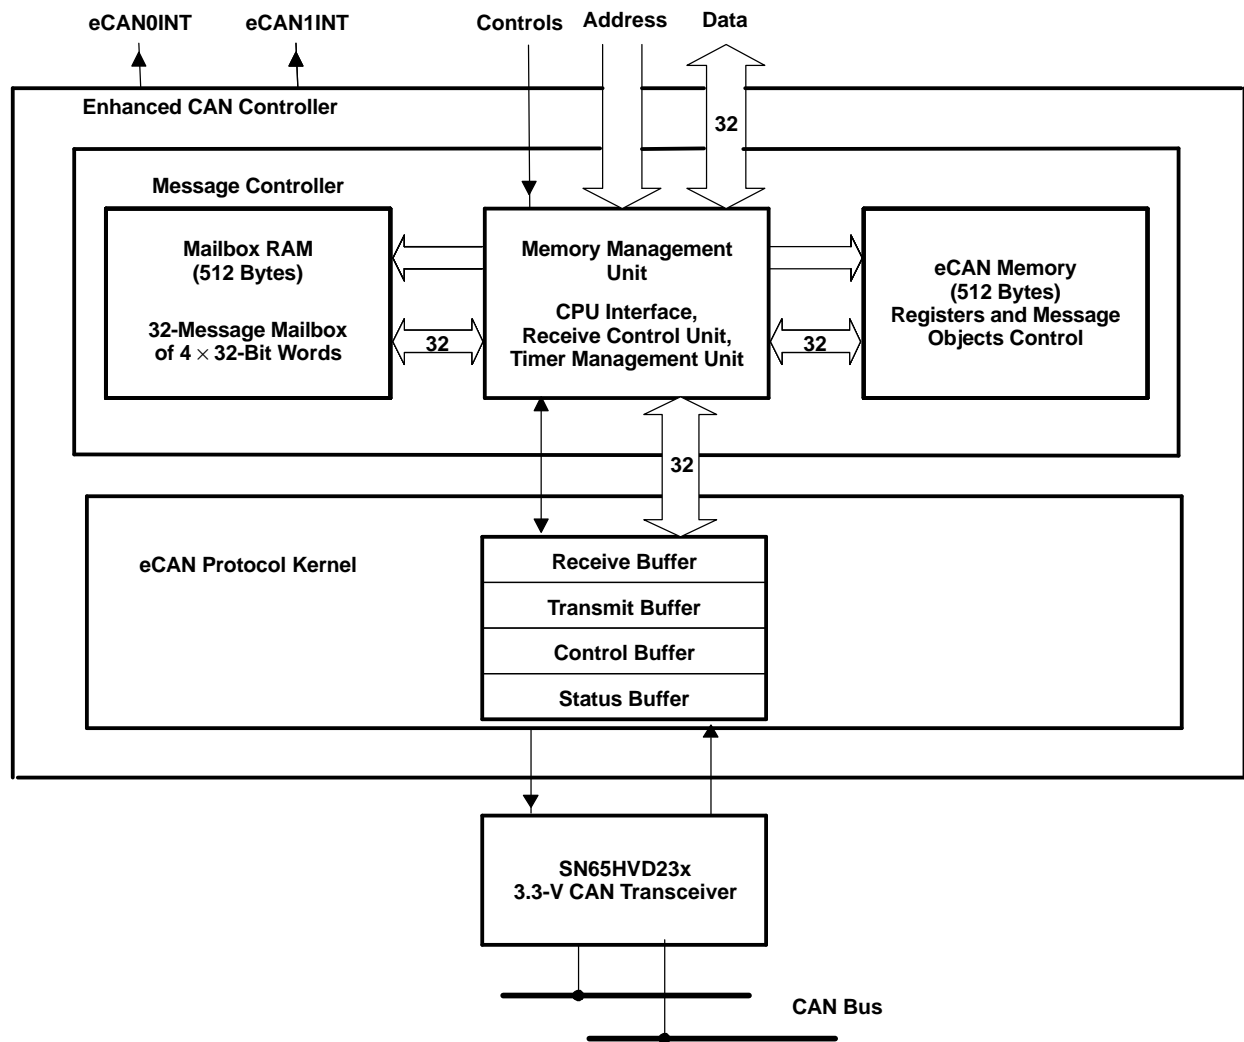 eCAN0INT
eCAN1INT
Controls
Address
Data
Enhanced CAN Controller
32
Message Controller
Mailbox RAM
(512 Bytes)
32-Message Mailbox
of 4 × 32-Bit Words
32
Memory Management
Unit
CPU Interface,
Receive Control Unit,
Timer Management Unit
32
eCAN Memory
(512 Bytes)
Registers and Message
Objects Control
32
eCAN Protocol Kernel
Receive Buffer
Transmit Buffer
Control Buffer
Status Buffer
SN65HVD23x
3.3-V CAN Transceiver
CAN Bus